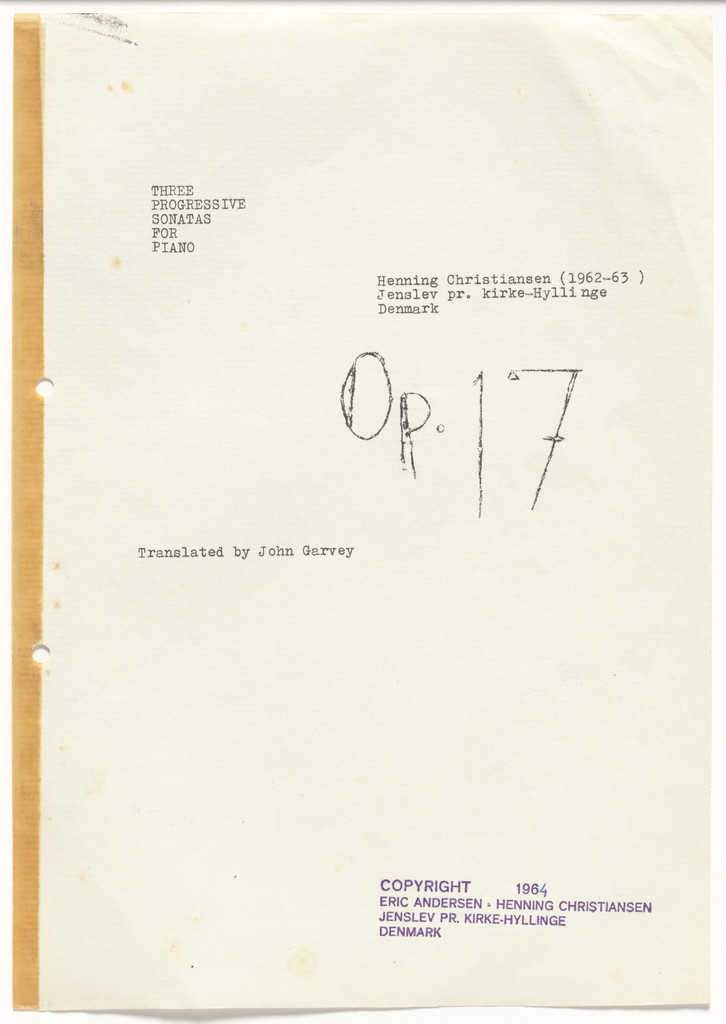 THREE
PROGRESSIVE
SONATAS
FOR
PIANO
Henning Christiansen (1962-63 )
Jenslev pr. kirke-Hyllinge
Denmark
Op. 17
Translated by John Garvey
COPYRIGHT 1964
ERIC ANDERSEN - HENNING CHRISTIANSEN
JENSLEV PR. KIRKE-HYLLINGE
DENMARK